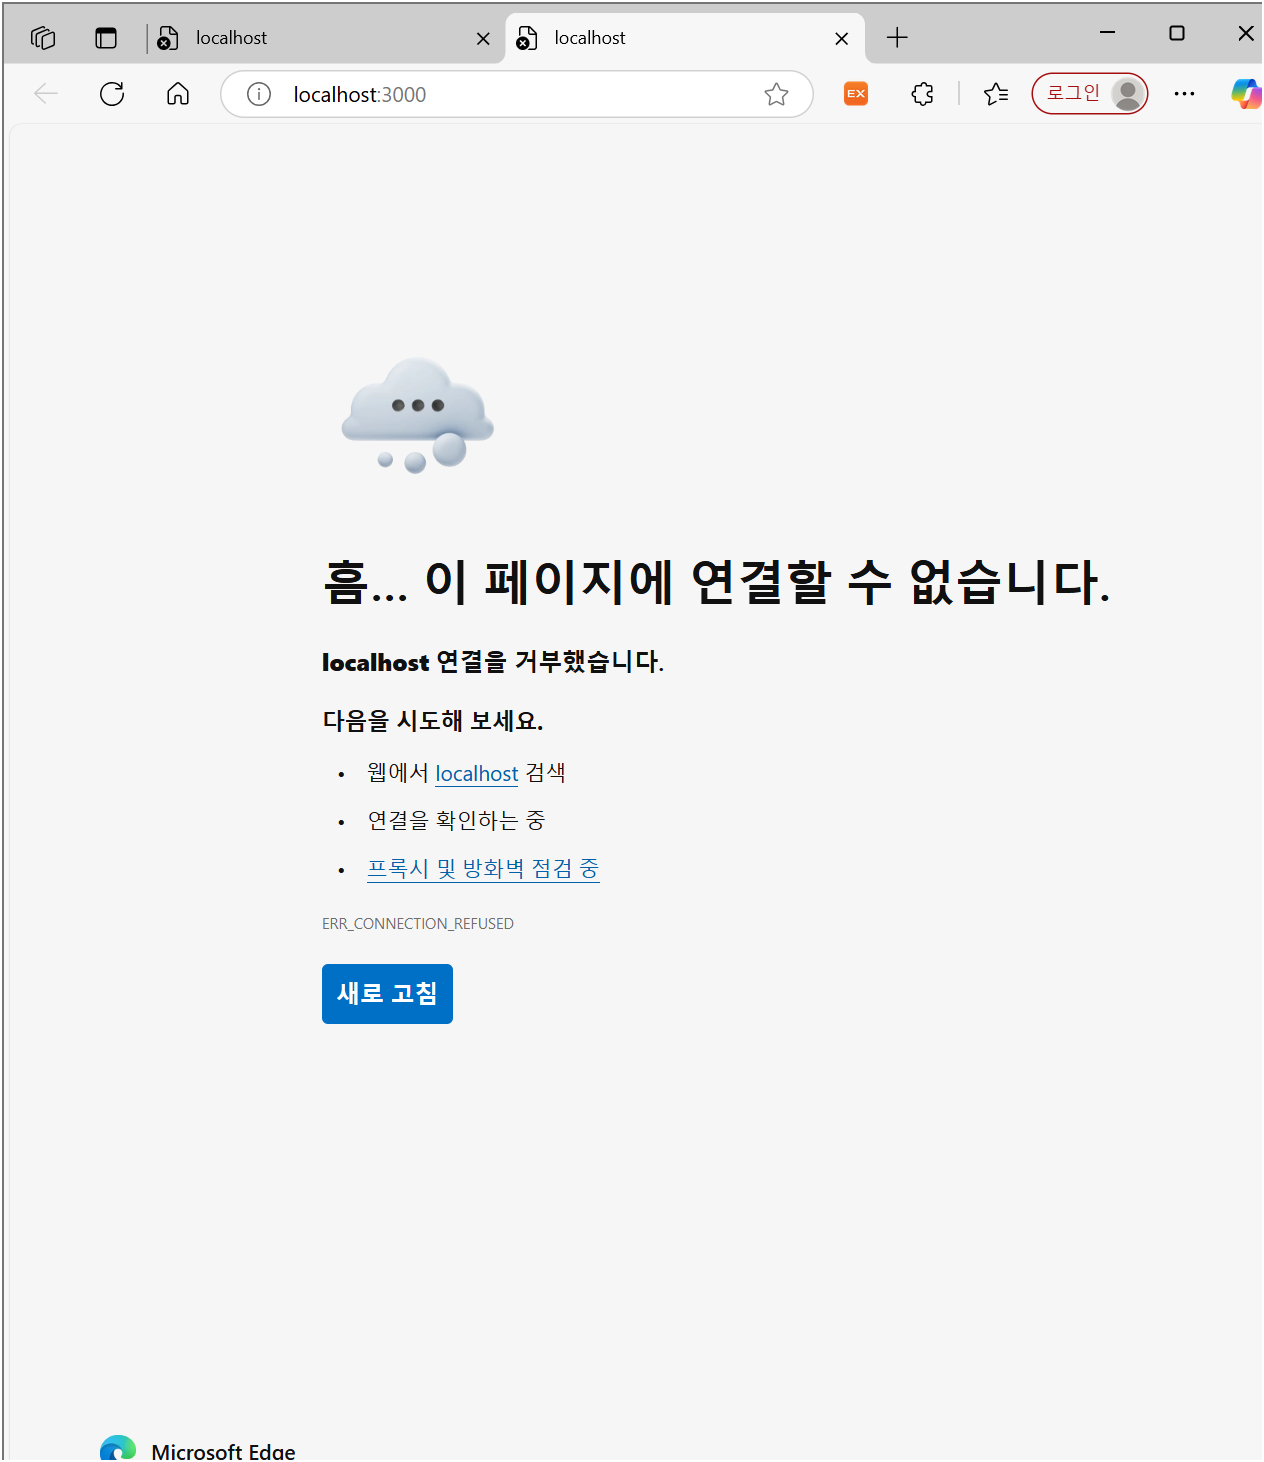 localhost
localhost
localhost:3000
EX
로그인
흠... 이 페이지에 연결할 수 없습니다.
localhost 연결을 거부했습니다.
다음을 시도해 보세요.
• 웹에서 localhost 검색
• 연결을 확인하는 중
• 프록시 및 방화벽 점검 중
ERR_CONNECTION_REFUSED
새로 고침
Microsoft Edge